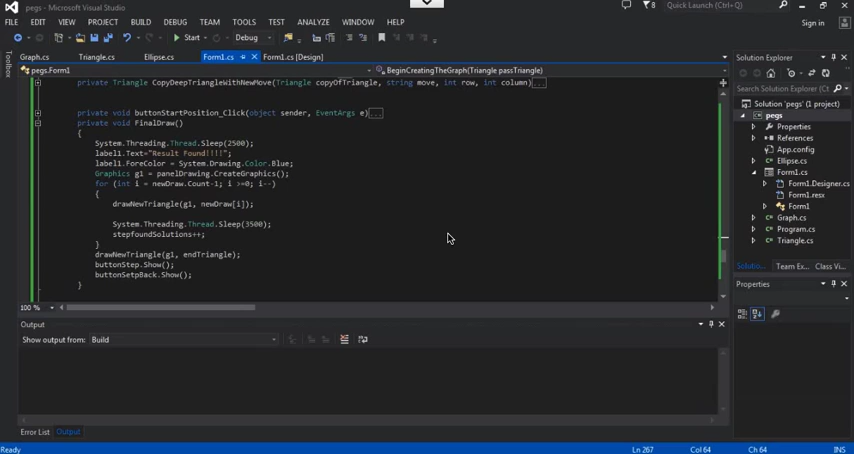 pegs - Microsoft Visual Studio
8
Quick Launch (Ctrl+Q)
FILE EDIT VIEW PROJECT BUILD DEBUG TEAM TOOLS TEST ANALYZE WINDOW HELP
Sign in
Start Debug
Toolbox
Graph.cs Triangle.cs Ellipse.cs Form1.cs Form1.cs [Design]
pegs.Form1 BeginCreatingTheGraph(Triangle passTriangle)
private Triangle CopyDeepTriangleWithNewMove(Triangle copyOfTriangle, string move, int row, int column)...
private void buttonStartPosition_Click(object sender, EventArgs e)...
private void FinalDraw()
{
System.Threading.Thread.Sleep(2500);
label1.Text="Result Found!!!!";
label1.ForeColor = System.Drawing.Color.Blue;
Graphics g1 = panelDrawing.CreateGraphics();
for (int i = newDraw.Count-1; i >=0; i--)
{
drawNewTriangle(g1, newDraw[i]);
System.Threading.Thread.Sleep(3500);
stepfoundSolutions++;
}
drawNewTriangle(g1, endTriangle);
buttonStep.Show();
buttonSetpBack.Show();
}
100 %
Output
Show output from: Build
Error List Output
Solution Explorer
Search Solution Explorer (Ct
Solution 'pegs' (1 project)
pegs
Properties
References
App.config
Ellipse.cs
Form1.cs
Form1.Designer.cs
Form1.resx
Form1
Graph.cs
Program.cs
Triangle.cs
Solutio... Team Ex... Class Vi...
Properties
Ready Ln 267 Col 64 Ch 64 INS